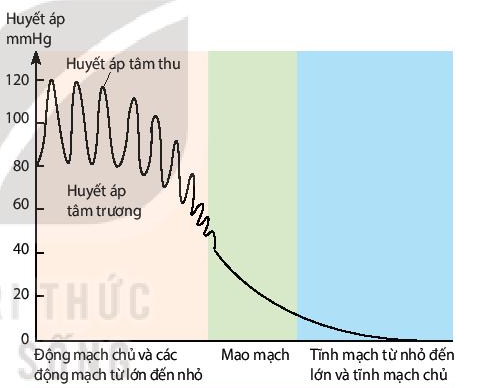 Huyết áp
mmHg
Huyết áp tâm thu
120
100
80
Huyết áp
tâm trương
60
40
20
0
THỨC
SỐNG
Động mạch chủ và các
động mạch từ lớn đến nhỏ
Mao mạch
Tĩnh mạch từ nhỏ đến
lớn và tĩnh mạch chủ